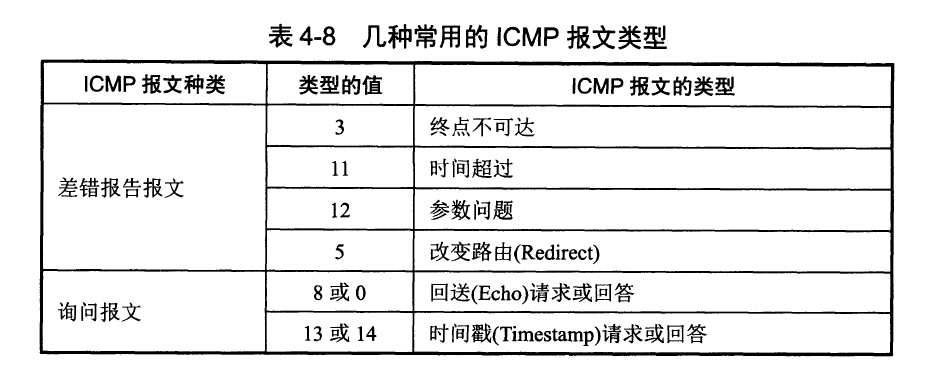 表 4-8 几种常用的 ICMP 报文类型
ICMP 报文种类 类型的值 ICMP 报文的类型
差错报告报文
3 终点不可达
11 时间超过
12 参数问题
5 改变路由(Redirect)
询问报文
8 或 0 回送(Echo)请求或回答
13 或 14 时间戳(Timestamp)请求或回答